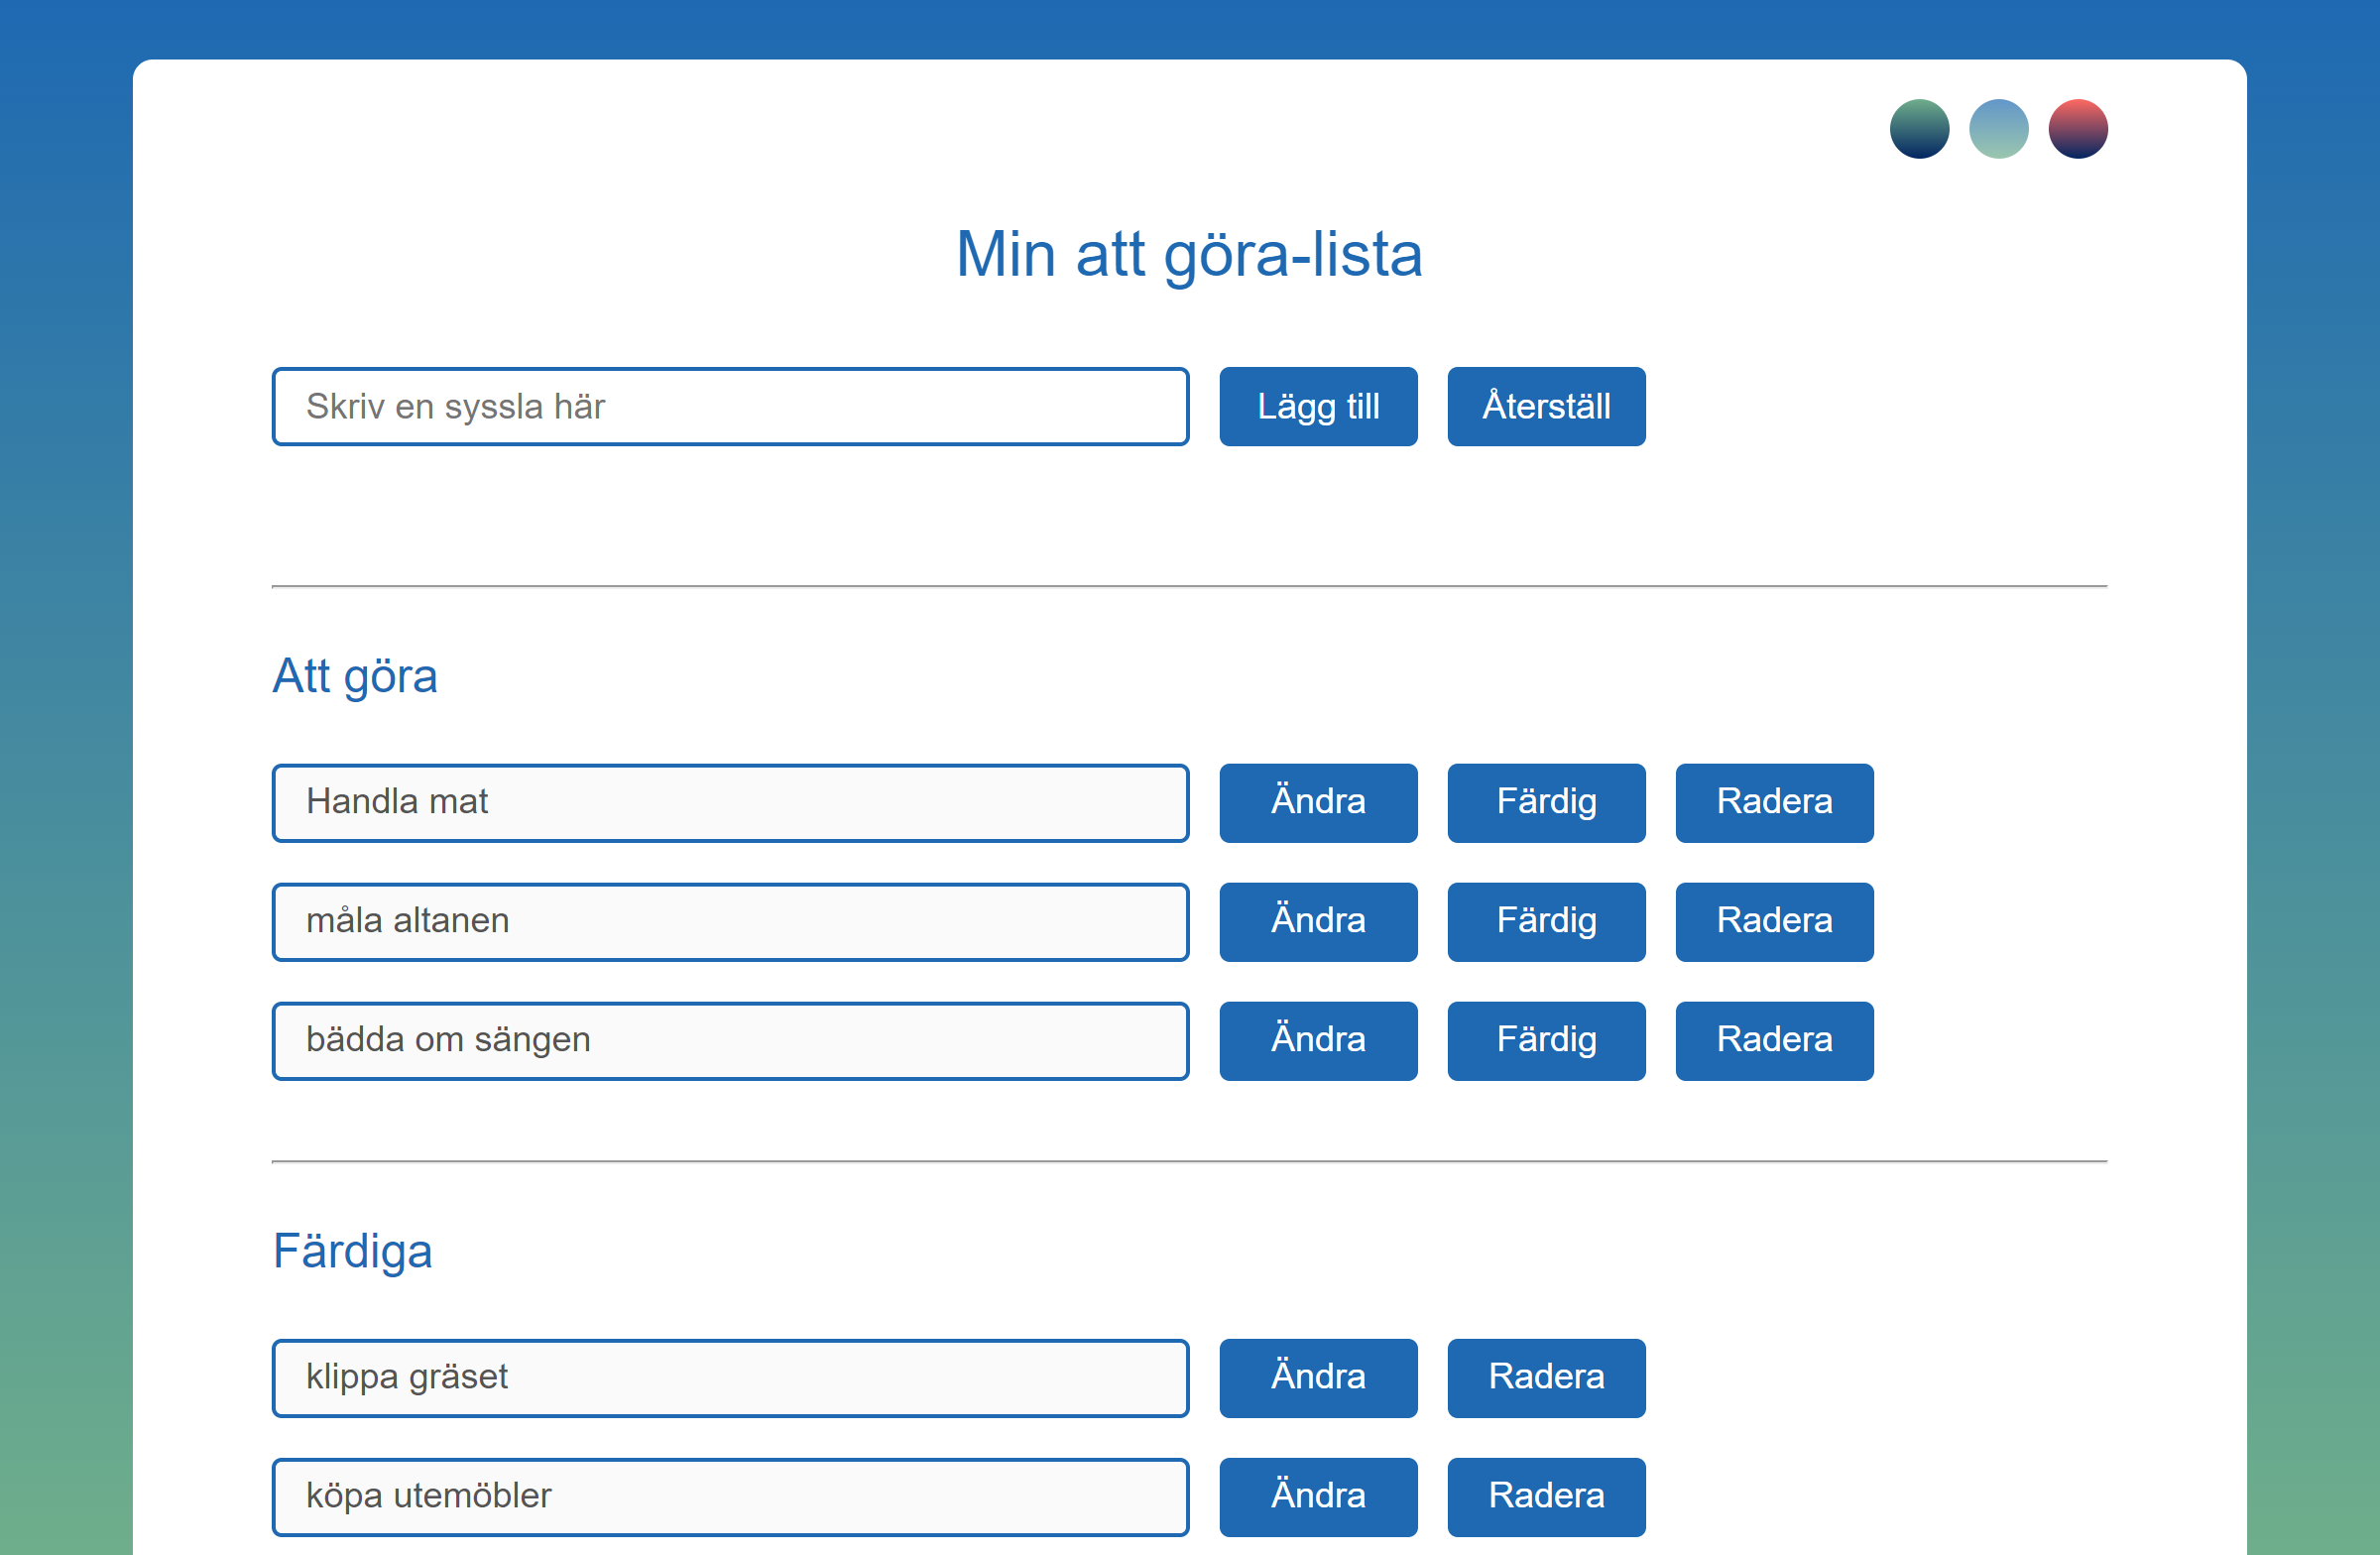 Min att göra-lista
Skriv en syssla här Lägg till Återställ
Att göra
Handla mat Ändra Färdig Radera
måla altanen Ändra Färdig Radera
bädda om sängen Ändra Färdig Radera
Färdiga
klippa gräset Ändra Radera
köpa utemöbler Ändra Radera